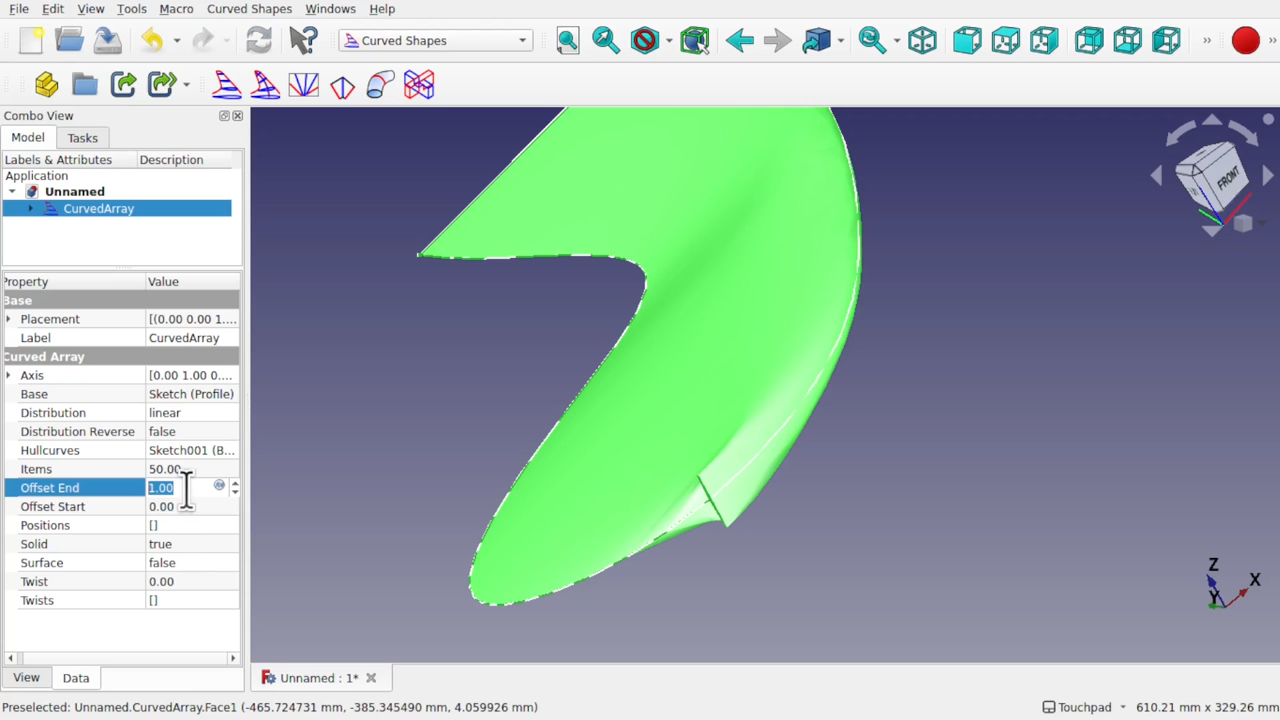 File Edit View Tools Macro Curved Shapes Windows Help
Curved Shapes
Combo View
Model Tasks
Labels & Attributes Description
Application
Unnamed
CurvedArray
Property Value
Base
Placement [(0.00 0.00 1....
Label CurvedArray
Curved Array
Axis [0.00 1.00 0....
Base Sketch (Profile)
Distribution linear
Distribution Reverse false
Hullcurves Sketch001 (B...
Items 50.00
Offset End 1.00
Offset Start 0.00
Positions []
Solid true
Surface false
Twist 0.00
Twists []
View Data
FRONT
Z
X
Y
Unnamed : 1*
Preselected: Unnamed.CurvedArray.Face1 (-465.724731 mm, -385.345490 mm, 4.059926 mm) Touchpad 610.21 mm x 329.26 mm